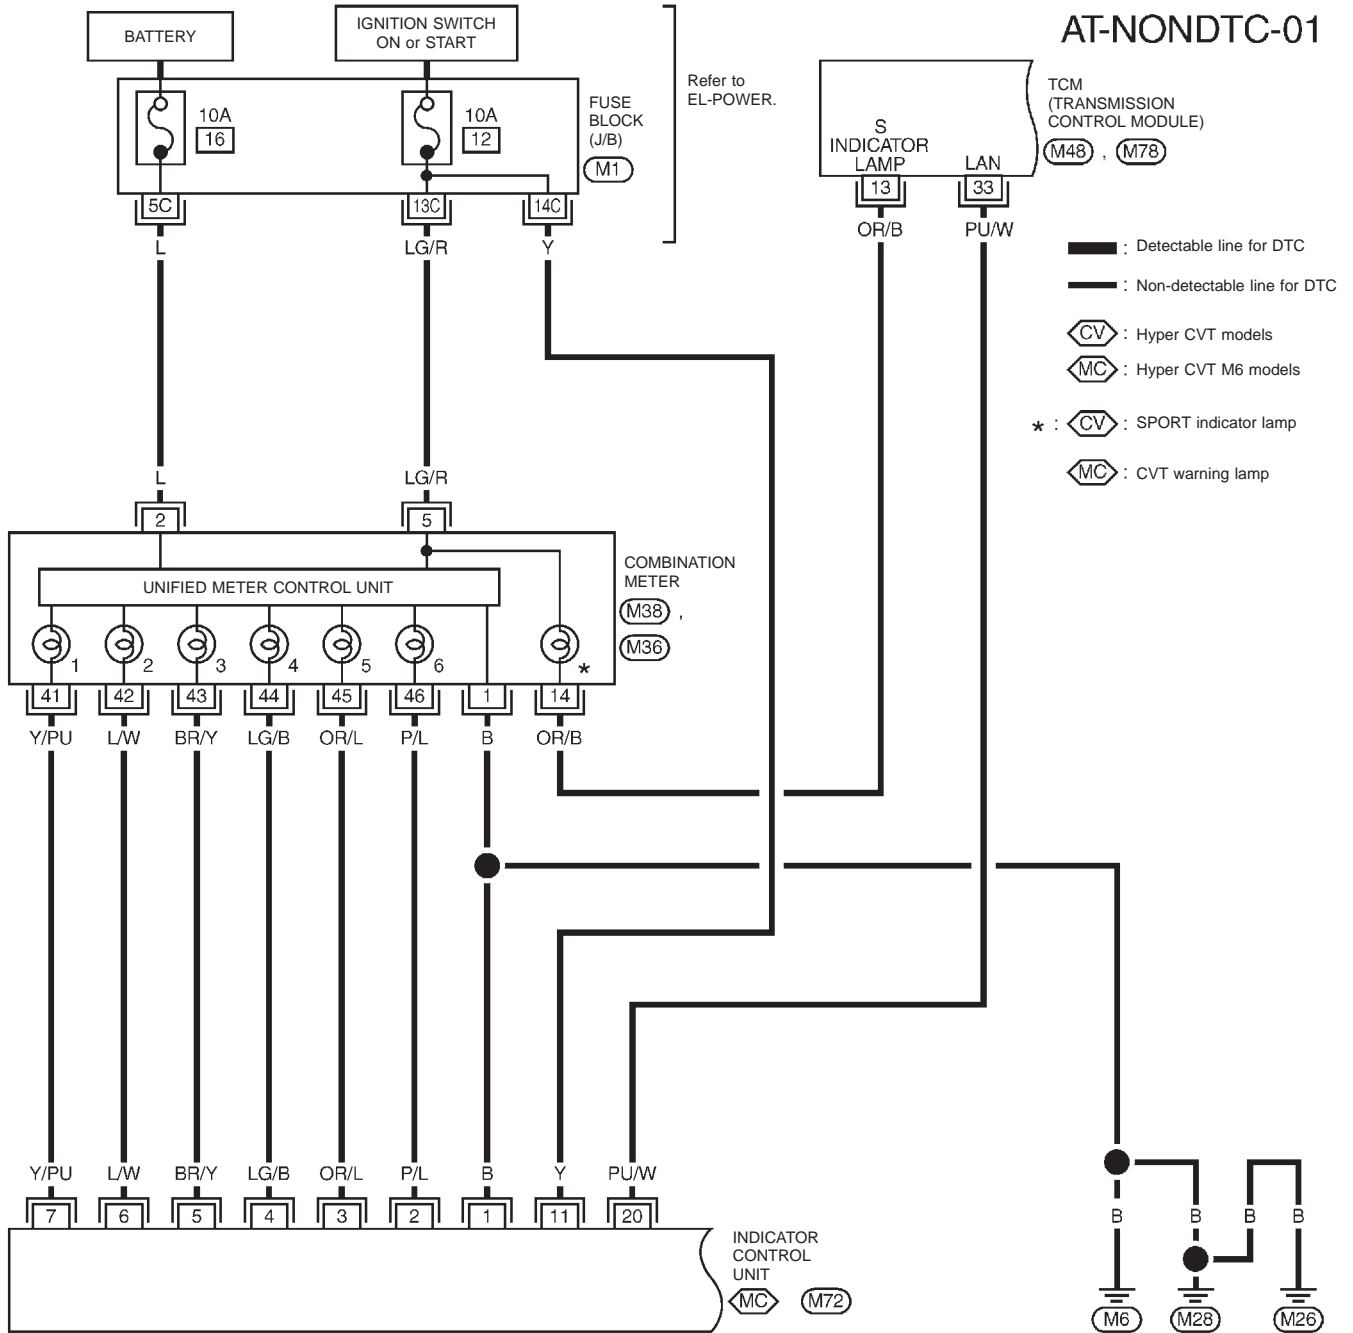 AT-NONDTC-01
BATTERY
IGNITION SWITCH
ON or START
Refer to
EL-POWER.
10A
16
10A
12
FUSE
BLOCK
(J/B)
M1
5C
13C
14C
L
LG/R
Y
S
INDICATOR
LAMP
LAN
TCM
(TRANSMISSION
CONTROL MODULE)
M48 , M78
13
33
OR/B
PU/W
: Detectable line for DTC
: Non-detectable line for DTC
CV : Hyper CVT models
MC : Hyper CVT M6 models
* : CV : SPORT indicator lamp
MC : CVT warning lamp
L
LG/R
2
5
UNIFIED METER CONTROL UNIT
COMBINATION
METER
M38 ,
M36
1
2
3
4
5
6
*
41
42
43
44
45
46
1
14
Y/PU
L/W
BR/Y
LG/B
OR/L
P/L
B
OR/B
Y/PU
L/W
BR/Y
LG/B
OR/L
P/L
B
Y
PU/W
7
6
5
4
3
2
1
11
20
INDICATOR
CONTROL
UNIT
MC M72
B
B
B
B
M6
M28
M26